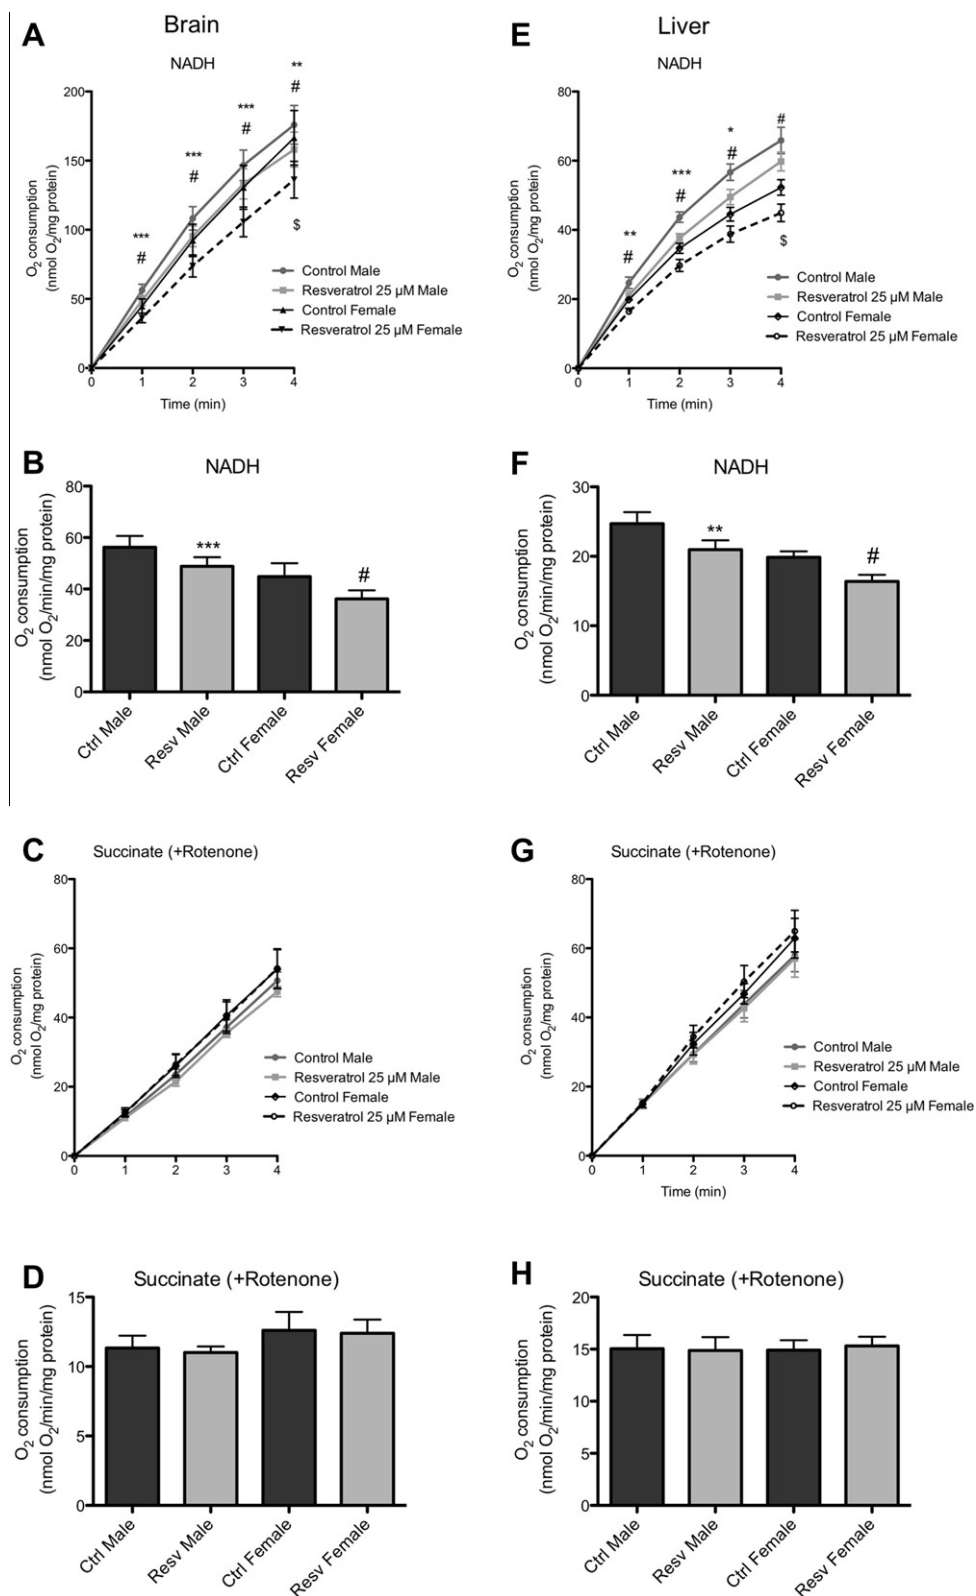 Brain
Liver
A
NADH
O2 consumption
(nmol O2/mg protein)
200
150
100
50
0
0 1 2 3 4
Time (min)
***
#
***
#
***
#
**
#
$
Control Male
Resveratrol 25 µM Male
Control Female
Resveratrol 25 µM Female
E
NADH
O2 consumption
(nmol O2/mg protein)
80
60
40
20
0
0 1 2 3 4
Time (min)
**
#
***
#
*
#
#
$
Control Male
Resveratrol 25 µM Male
Control Female
Resveratrol 25 µM Female
B
NADH
O2 consumption
(nmol O2/min/mg protein)
80
60
40
20
0
***
#
Ctrl Male
Resv Male
Ctrl Female
Resv Female
F
NADH
O2 consumption
(nmol O2/min/mg protein)
30
20
10
0
**
#
Ctrl Male
Resv Male
Ctrl Female
Resv Female
C
Succinate (+Rotenone)
O2 consumption
(nmol O2/mg protein)
80
60
40
20
0
0 1 2 3 4
Control Male
Resveratrol 25 µM Male
Control Female
Resveratrol 25 µM Female
G
Succinate (+Rotenone)
O2 consumption
(nmol O2/mg protein)
80
60
40
20
0
0 1 2 3 4
Time (min)
Control Male
Resveratrol 25 µM Male
Control Female
Resveratrol 25 µM Female
D
Succinate (+Rotenone)
O2 consumption
(nmol O2/min/mg protein)
15
10
5
0
Ctrl Male
Resv Male
Ctrl Female
Resv Female
H
Succinate (+Rotenone)
O2 consumption
(nmol O2/min/mg protein)
20
15
10
5
0
Ctrl Male
Resv Male
Ctrl Female
Resv Female